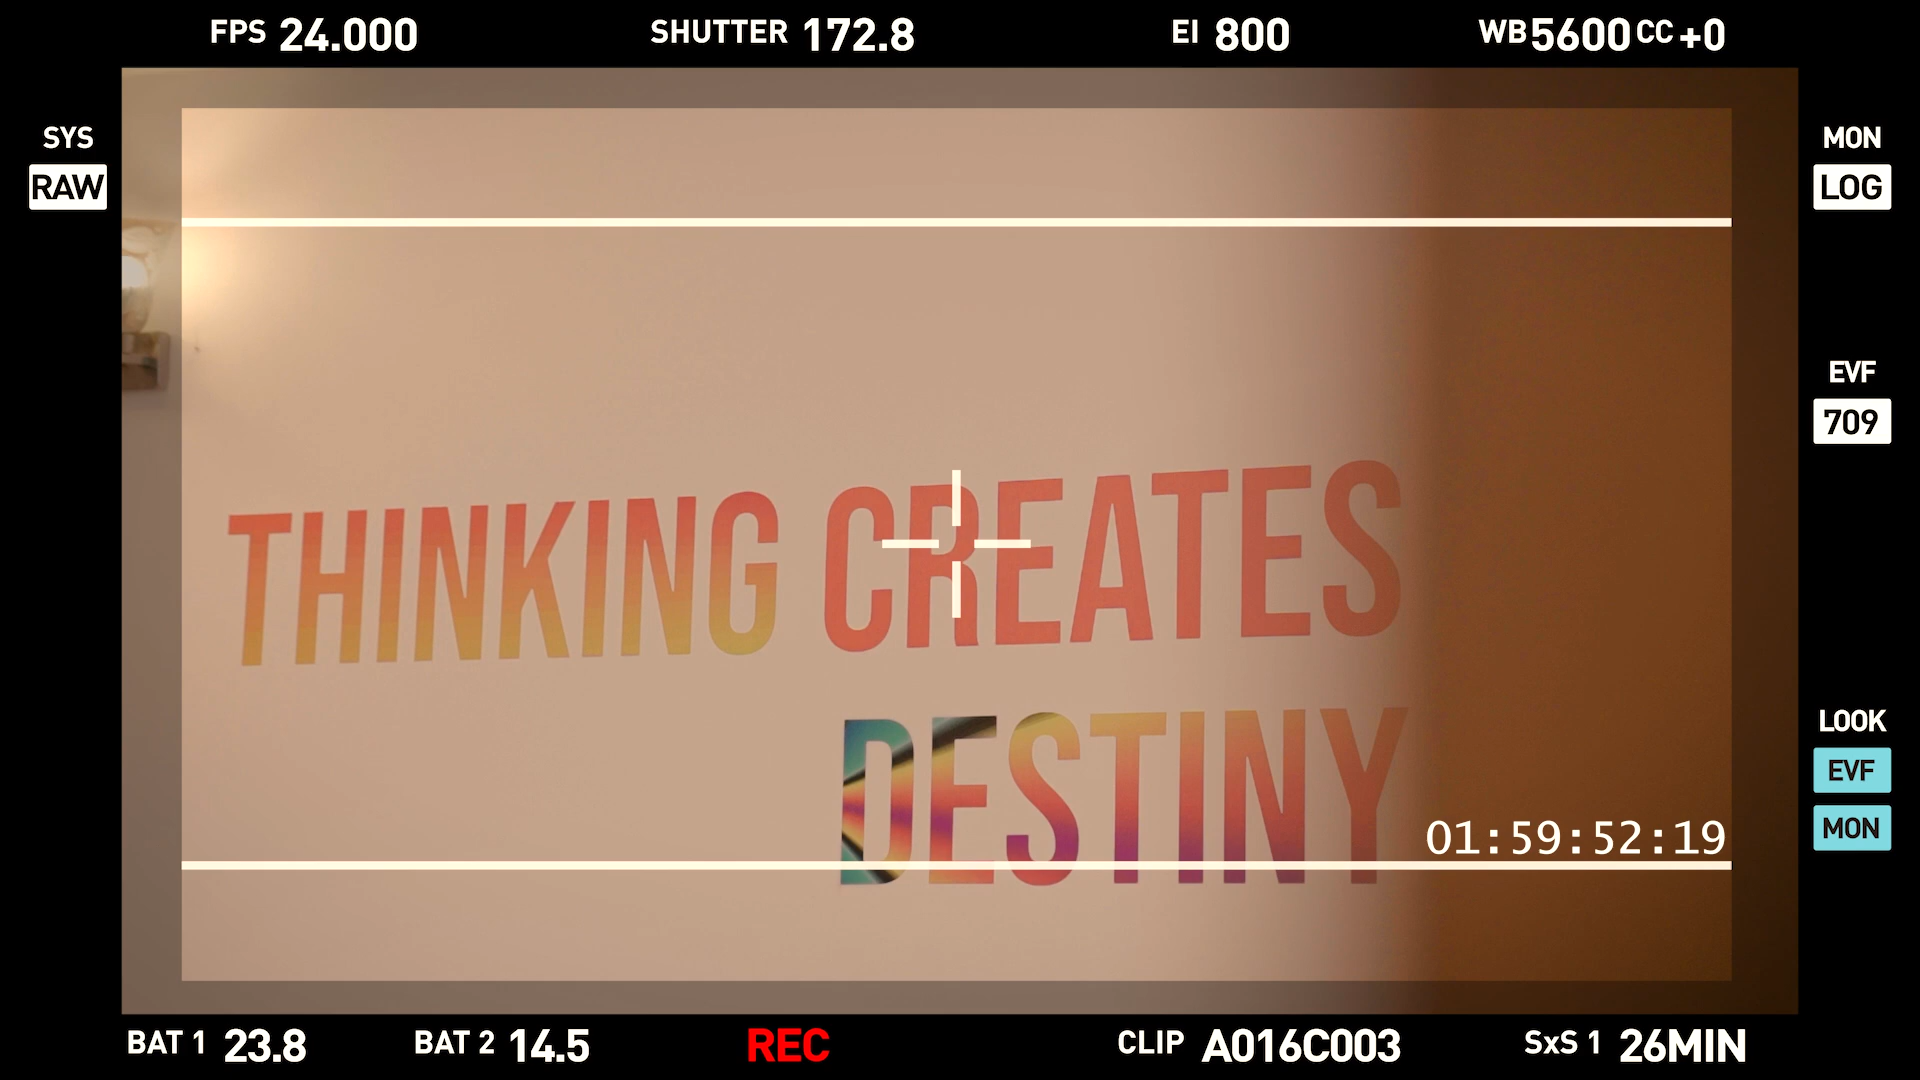 FPS 24.000 SHUTTER 172.8 EI 800 WB 5600 CC +0
SYS
RAW
MON
LOG
EVF
709
THINKING CREATES
DESTINY
LOOK
EVF
MON
01:59:52:19
BAT 1 23.8 BAT 2 14.5 REC CLIP A016C003 SxS 1 26MIN